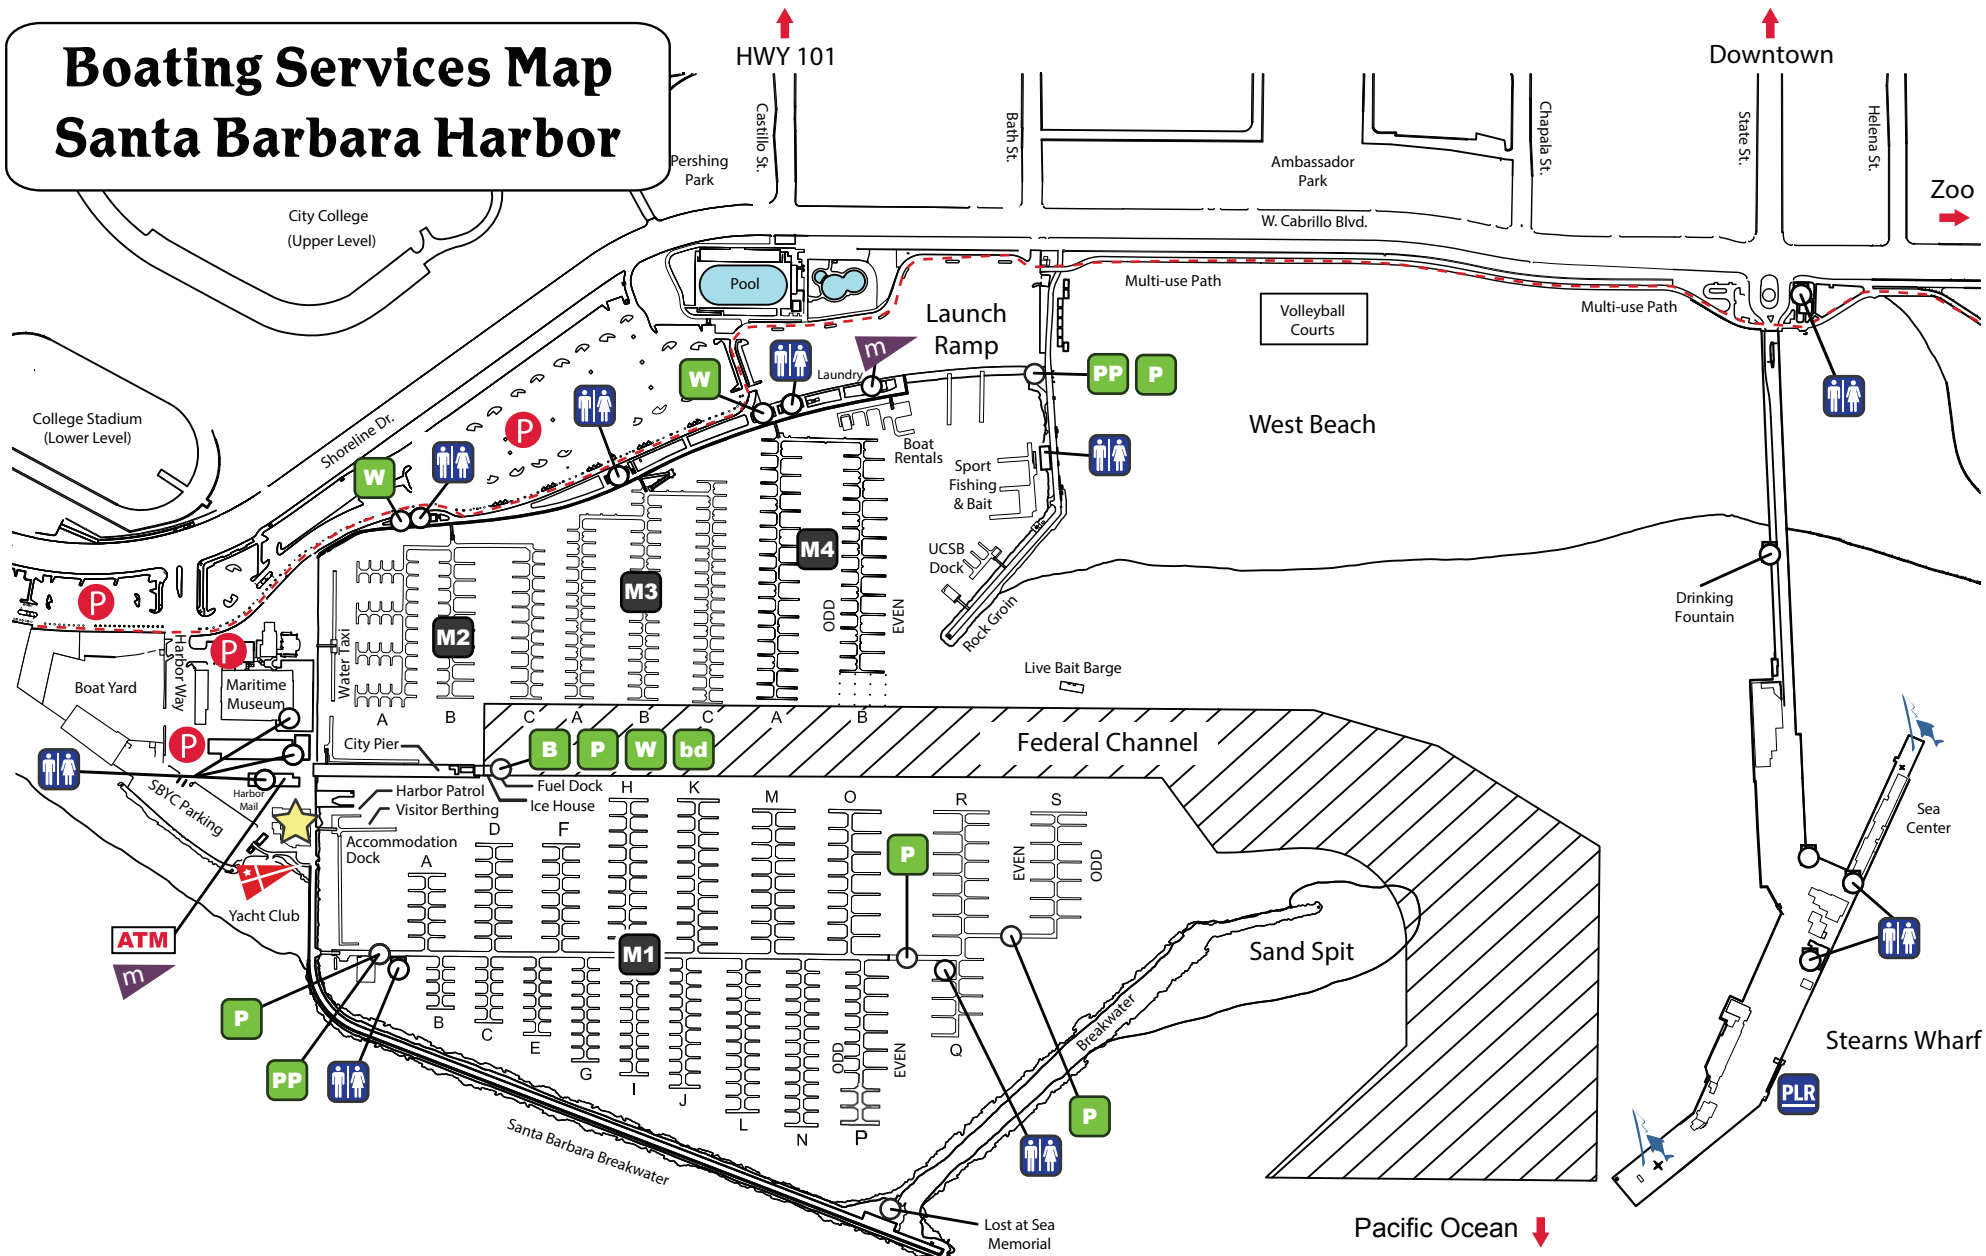 Boating Services Map
Santa Barbara Harbor
HWY 101
Downtown
Zoo
Castillo St.
Bath St.
Chapala St.
State St.
Helena St.
Pershing
Park
Ambassador
Park
W. Cabrillo Blvd.
City College
(Upper Level)
Pool
Multi-use Path
Multi-use Path
Volleyball
Courts
Launch
Ramp
m
Laundry
W
PP
P
College Stadium
(Lower Level)
Shoreline Dr.
P
W
Boat
Rentals
Sport
Fishing
& Bait
West Beach
UCSB
Dock
Rock Groin
M4
M3
M2
ODD
EVEN
Drinking
Fountain
P
P
Harbor Way
Water Taxi
Boat Yard
Maritime
Museum
Live Bait Barge
A
B
C
A
B
C
A
B
P
City Pier
B
P
W
bd
Federal Channel
Harbor
Mail
SBYC Parking
Harbor Patrol
Visitor Berthing
Fuel Dock
Ice House
Accommodation
Dock
A
D
F
H
K
M
O
R
S
EVEN
ODD
P
Sea
Center
Yacht Club
ATM
m
M1
Sand Spit
Breakwater
P
PP
B
C
E
G
I
J
L
N
P
ODD
EVEN
Q
P
Stearns Wharf
PLR
Santa Barbara Breakwater
Lost at Sea
Memorial
Pacific Ocean